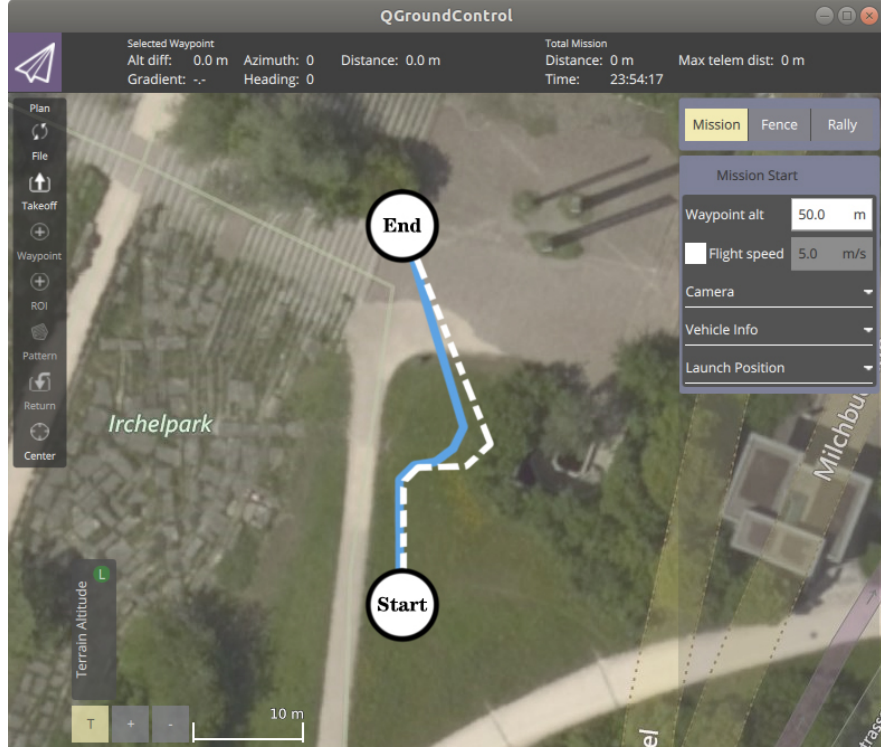 QGroundControl
Selected Waypoint
Alt diff: 0.0 m Azimuth: 0 Distance: 0.0 m
Gradient: -.- Heading: 0
Total Mission
Distance: 0 m Max telem dist: 0 m
Time: 23:54:17
Plan
File
Takeoff
Waypoint
ROI
Pattern
Return
Center
Mission Fence Rally
Mission Start
Waypoint alt 50.0 m
Flight speed 5.0 m/s
Camera
Vehicle Info
Launch Position
End
Irchelpark
Milchbu
Start
L
Terrain Altitude
T + -
10 m
el
trasse